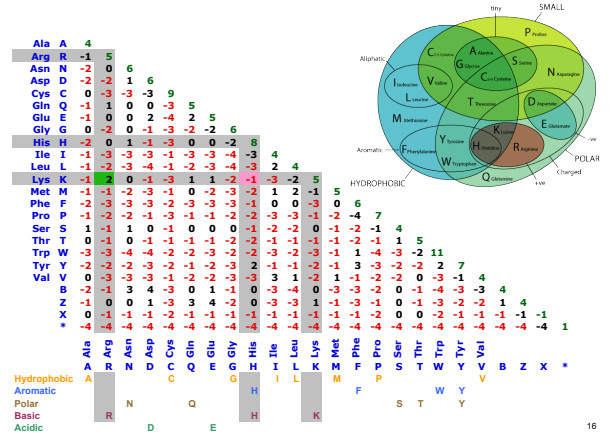 tiny
SMALL
P Proline
Aliphatic
C S-S Cysteine
A Alanine
G Glycine
S Serine
C S-H Cysteine
N Asparagine
I Isoleucine
V Valine
L Leucine
T Threonine
D Aspartate
M Methionine
E Glutamate
K Lysine
Y Tyrosine
-ve
Aromatic
F Phenylalanine
H Histidine
R Arginine
POLAR
W Tryptophan
Charged
Q Glutamine
HYDROPHOBIC
+ve
Ala A 4
Arg R -1 5
Asn N -2 0 6
Asp D -2 -2 1 6
Cys C 0 -3 -3 -3 9
Gln Q -1 1 0 0 -3 5
Glu E -1 0 0 2 -4 2 5
Gly G 0 -2 0 -1 -3 -2 -2 6
His H -2 0 1 -1 -3 0 0 -2 8
Ile I -1 -3 -3 -3 -1 -3 -3 -4 -3 4
Leu L -1 -2 -3 -4 -1 -2 -3 -4 -3 2 4
Lys K -1 2 0 -1 -3 1 1 -2 -1 -3 -2 5
Met M -1 -1 -2 -3 -1 0 -2 -3 -2 1 2 -1 5
Phe F -2 -3 -3 -3 -2 -3 -3 -3 -1 0 0 -3 0 6
Pro P -1 -2 -2 -1 -3 -1 -1 -2 -2 -3 -3 -1 -2 -4 7
Ser S 1 -1 1 0 -1 0 0 0 -1 -2 -2 0 -1 -2 -1 4
Thr T 0 -1 0 -1 -1 -1 -1 -2 -2 -1 -1 -1 -1 -2 -1 1 5
Trp W -3 -3 -4 -4 -2 -2 -3 -2 -2 -3 -2 -3 -1 1 -4 -3 -2 11
Tyr Y -2 -2 -2 -3 -2 -1 -2 -3 2 -1 -1 -2 -1 3 -3 -2 -2 2 7
Val V 0 -3 -3 -3 -1 -2 -2 -3 -3 3 1 -2 1 -1 -2 -2 0 -3 -1 4
B -2 -1 3 4 -3 0 1 -1 0 -3 -4 0 -3 -3 -2 0 -1 -4 -3 -3 4
Z -1 0 0 1 -3 3 4 -2 0 -3 -3 1 -1 -3 -1 0 -1 -3 -2 -2 1 4
X 0 -1 -1 -1 -2 -1 -1 -1 -1 -1 -1 -1 -1 -1 -2 0 0 -2 -1 -1 -1 -1 -1
* -4 -4 -4 -4 -4 -4 -4 -4 -4 -4 -4 -4 -4 -4 -4 -4 -4 -4 -4 -4 -4 -4 -4 1
Ala Arg Asn Asp Cys Gln Glu Gly His Ile Leu Lys Met Phe Pro Ser Thr Trp Tyr Val
A R N D C Q E G H I L K M F P S T W Y V B Z X *
Hydrophobic A C G I L M P V
Aromatic H F W Y
Polar N Q S T Y
Basic R H K
Acidic D E
16